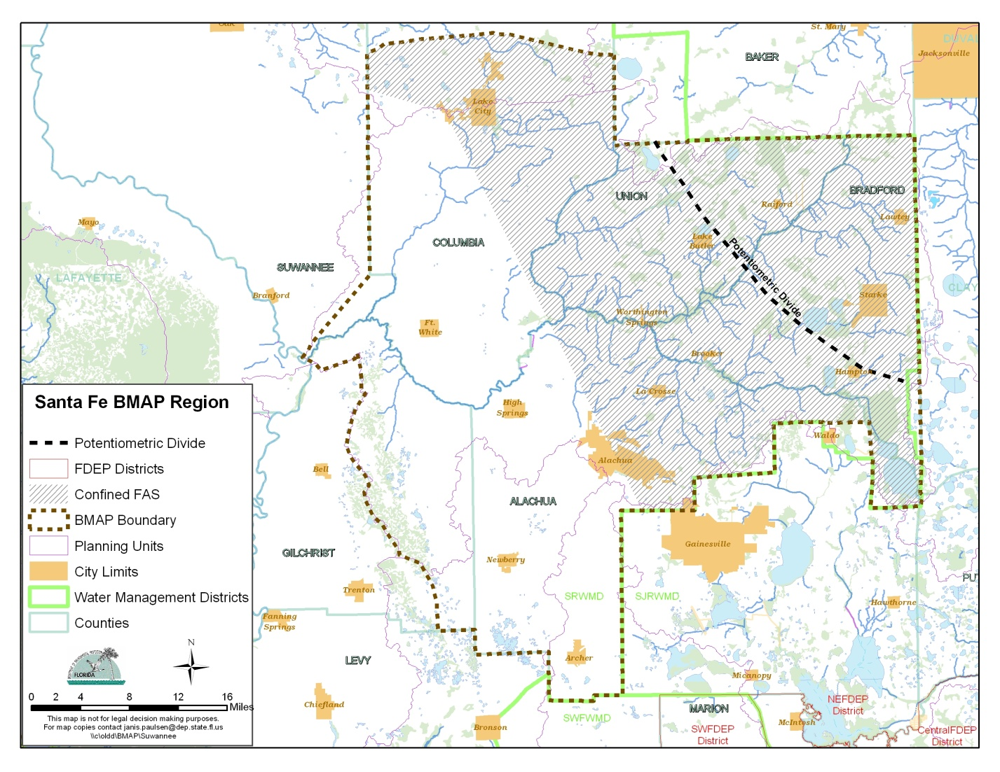 Oak
St. Mary
DUVAL
Jacksonville
BAKER
Lake
City
UNION
BRADFORD
Raiford
Lawtey
Mayo
Lake
Butler
COLUMBIA
Potentiometric Divide
SUWANNEE
LAFAYETTE
CLAY
Branford
Starke
Worthington
Springs
Ft.
White
Brooker
Hampton
La Crosse
High
Springs
Waldo
Alachua
Bell
ALACHUA
Gainesville
GILCHRIST
Newberry
PU
Trenton
SRWMD
SJRWMD
Hawthorne
Fanning
Springs
Archer
LEVY
Micanopy
Chiefland
NEFDEP
District
MARION
SWFWMD
McIntosh
Bronson
SWFDEP
District
CentralFDEP
District
Santa Fe BMAP Region
Potentiometric Divide
FDEP Districts
Confined FAS
BMAP Boundary
Planning Units
City Limits
Water Management Districts
Counties
N
FLORIDA
0 2 4 8 12 16
Miles
This map is not for legal decision making purposes.
For map copies contact janis.paulsen@dep.state.fl.us
\\c\oldd\BMAP\Suwannee